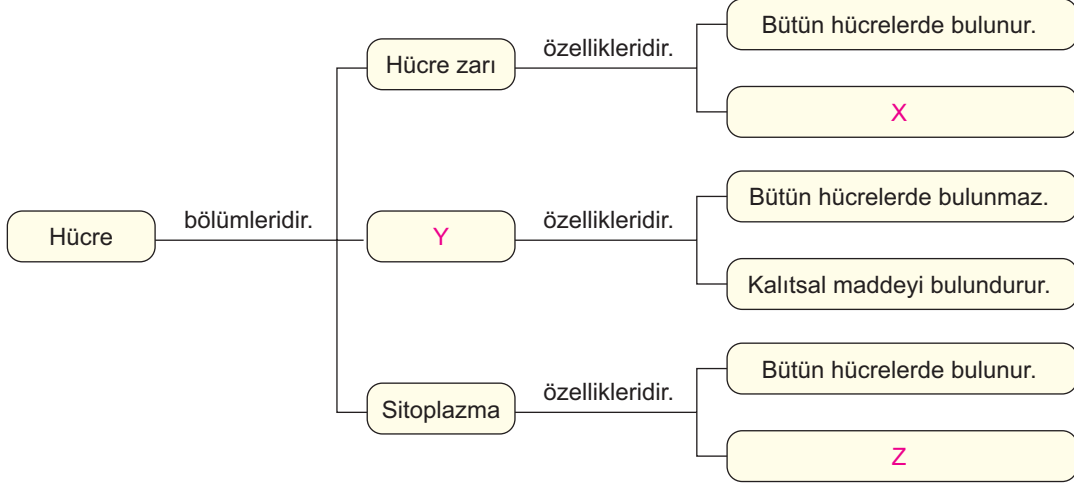 Bütün hücrelerde bulunur.
Hücre zarı
özellikleridir.
X
Hücre
bölümleridir.
Y
özellikleridir.
Bütün hücrelerde bulunmaz.
Kalıtsal maddeyi bulundurur.
Sitoplazma
özellikleridir.
Bütün hücrelerde bulunur.
Z